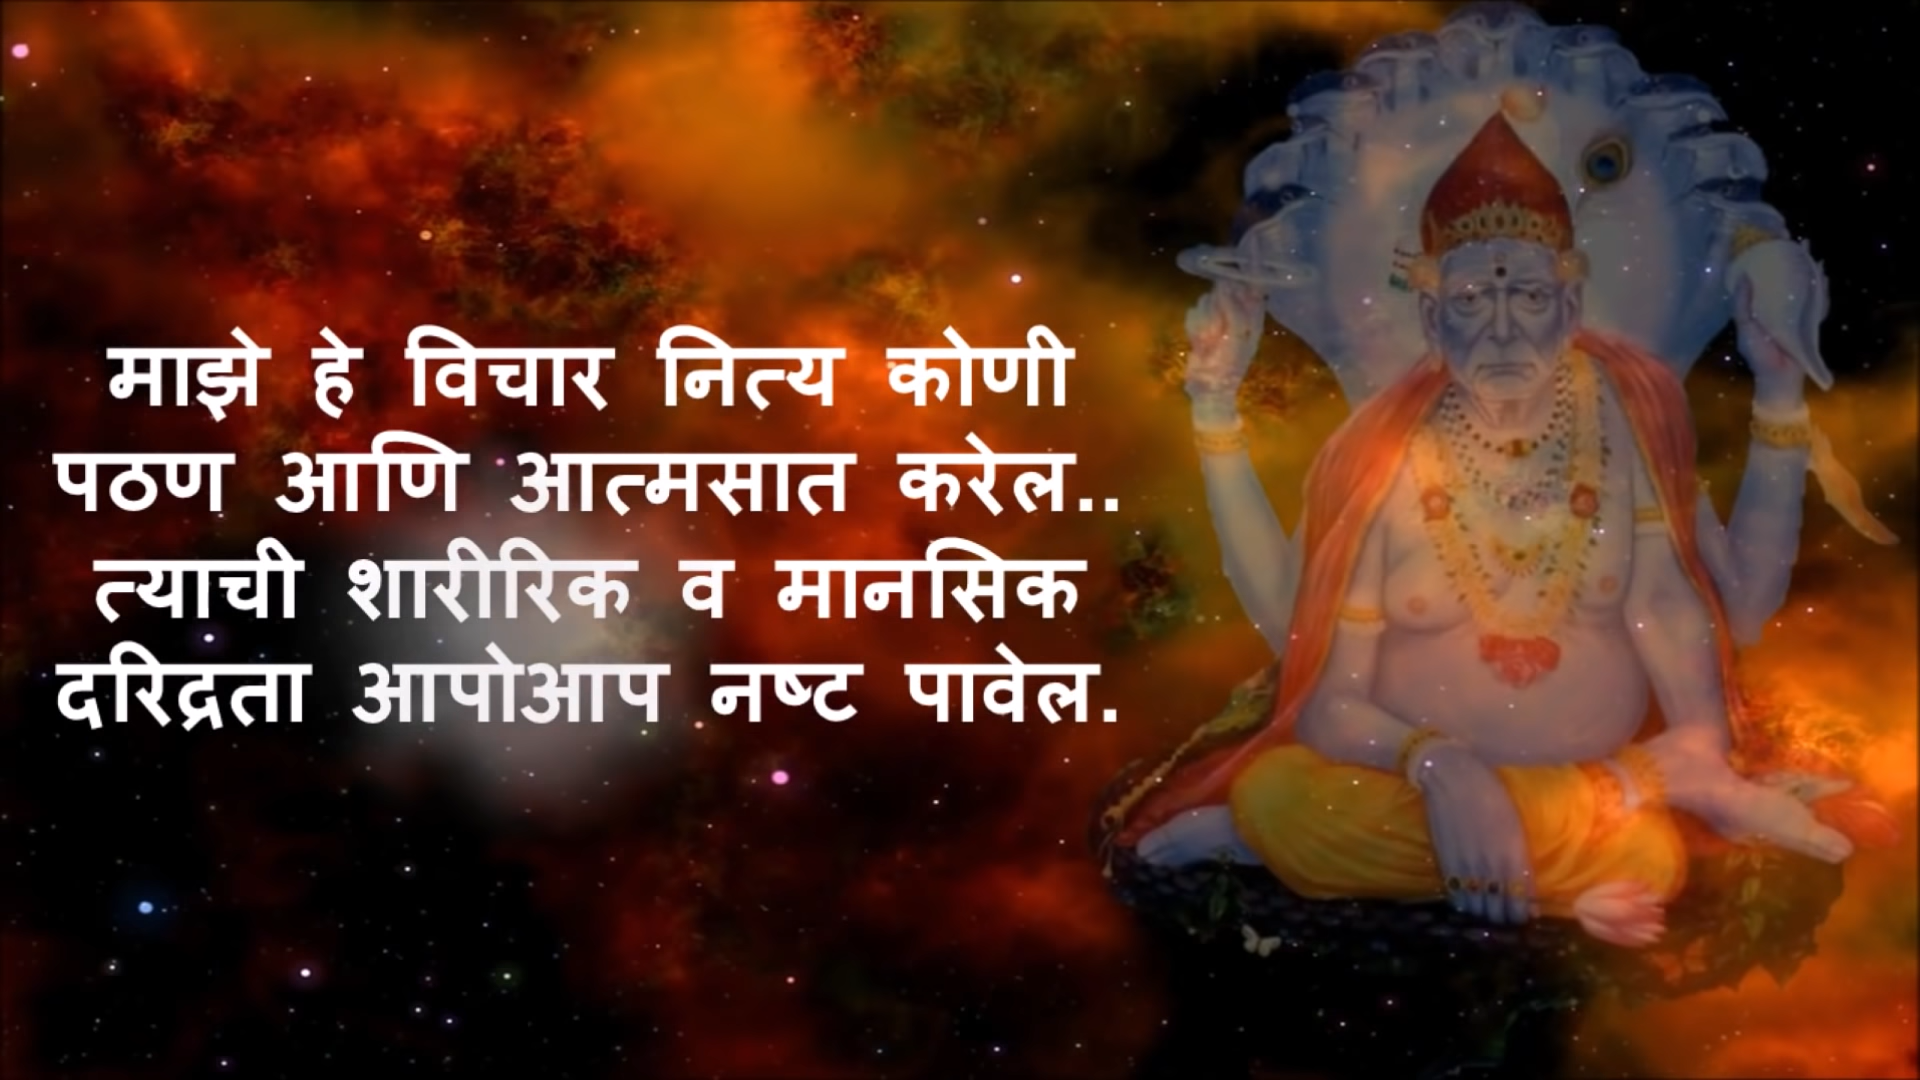 माझे हे विचार नित्य कोणी
पठण आणि आत्मसात करेल..
त्याची शारीरिक व मानसिक
दरिद्रता आपोआप नष्ट पावेल.